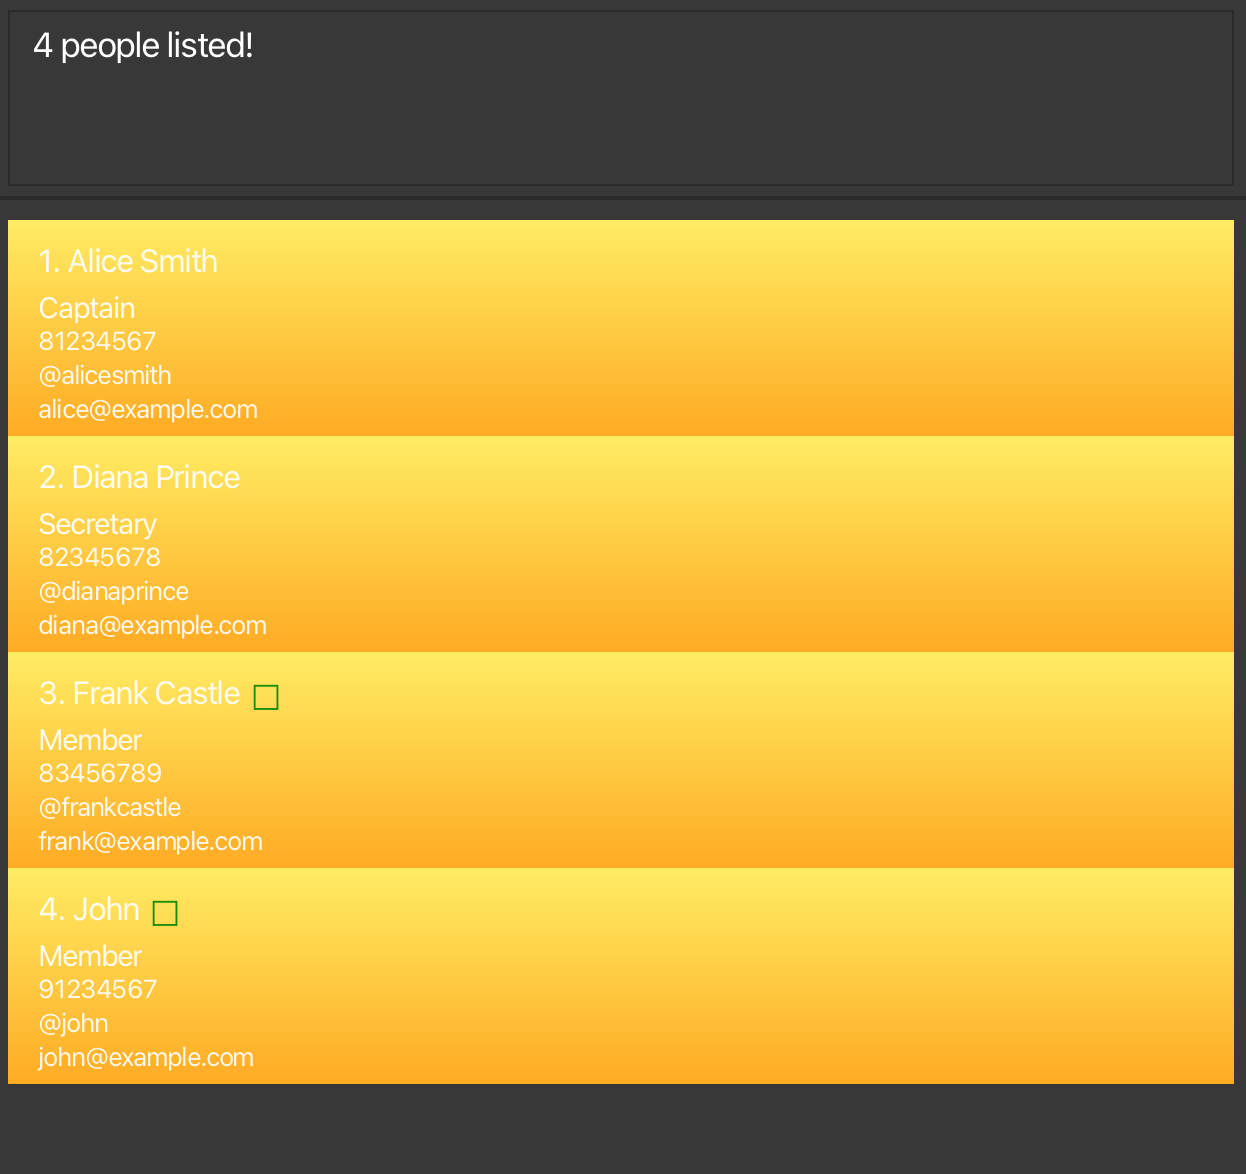 4 people listed!
1. Alice Smith
Captain
81234567
@alicesmith
alice@example.com
2. Diana Prince
Secretary
82345678
@dianaprince
diana@example.com
3. Frank Castle
Member
83456789
@frankcastle
frank@example.com
4. John
Member
91234567
@john
john@example.com